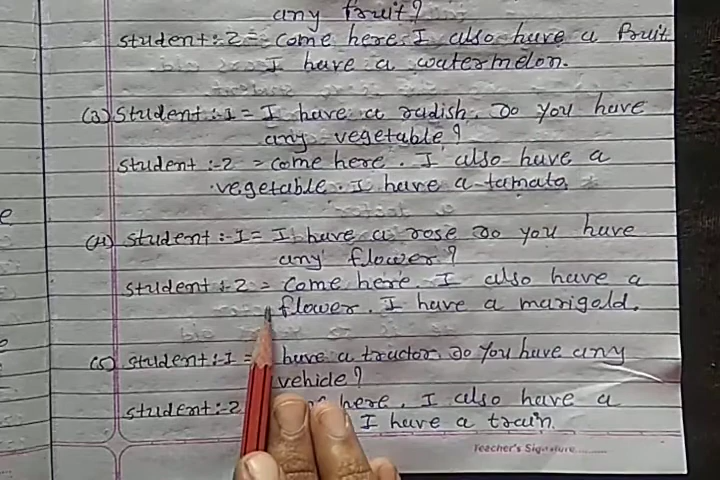 any fruit?
student:-2 = come here. I also have a fruit
I have a watermelon.
(3) Student:-1 = I have a radish. Do you have
any vegetable?
student:-2 = come here. I also have a
vegetable. I have a tamato.
(4) student:-1 = I have a rose Do you have
any flower?
student:-2 = come here. I also have a
flower. I have a marigold.
student:-1 = have a tractor. Do you have any
vehicle?
student:-2 here. I also have a
I have a train.
Teacher's Signature